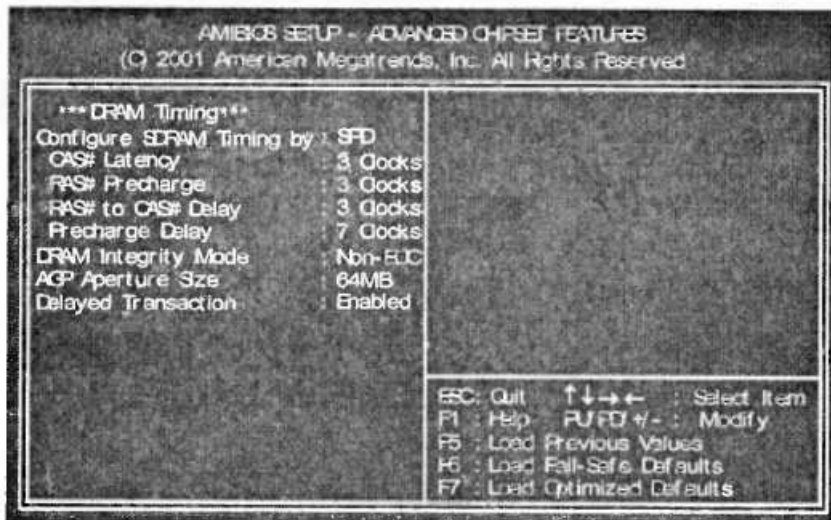 AMIBIOS SETUP - ADVANCED CHIPSET FEATURES
(C) 2001 American Megatrends, Inc. All Rights Reserved
***DRAM Timing***
Configure SDRAM Timing by : SPD
CAS# Latency : 3 Clocks
RAS# Precharge : 3 Clocks
RAS# to CAS# Delay : 3 Clocks
Precharge Delay : 7 Clocks
DRAM Integrity Mode : Non-ECC
AGP Aperture Size : 64MB
Delayed Transaction : Enabled
ESC: Quit ↑↓→← : Select Item
F1 : Help PU/PD/+/- : Modify
F5 : Load Previous Values
F6 : Load Fail-Safe Defaults
F7 : Load Optimized Defaults